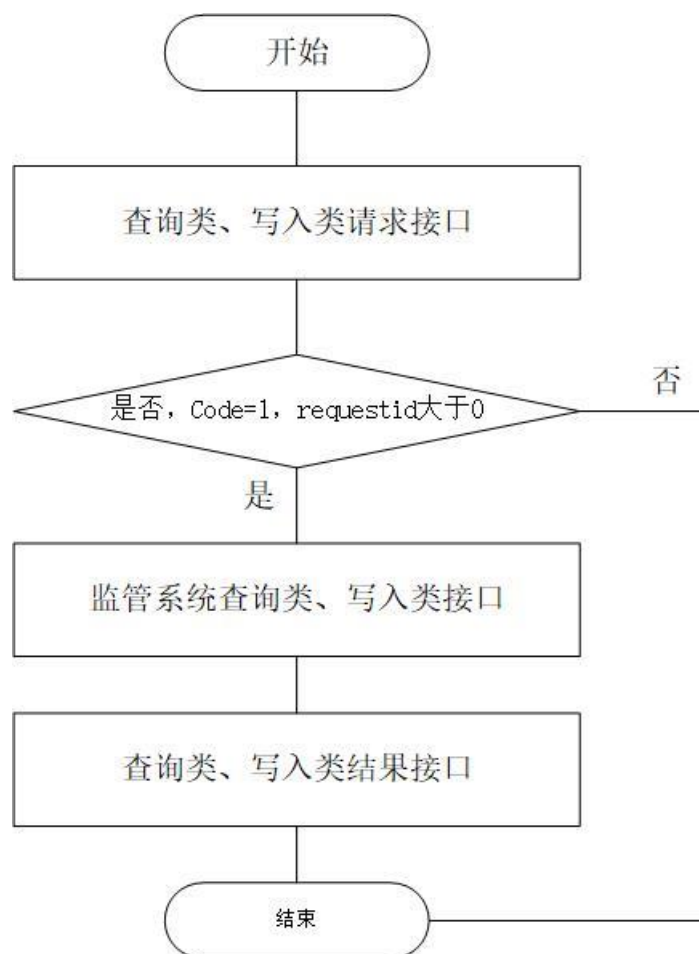 开始
查询类、写入类请求接口
是否，Code=1，requestid大于0
否
是
监管系统查询类、写入类接口
查询类、写入类结果接口
结束